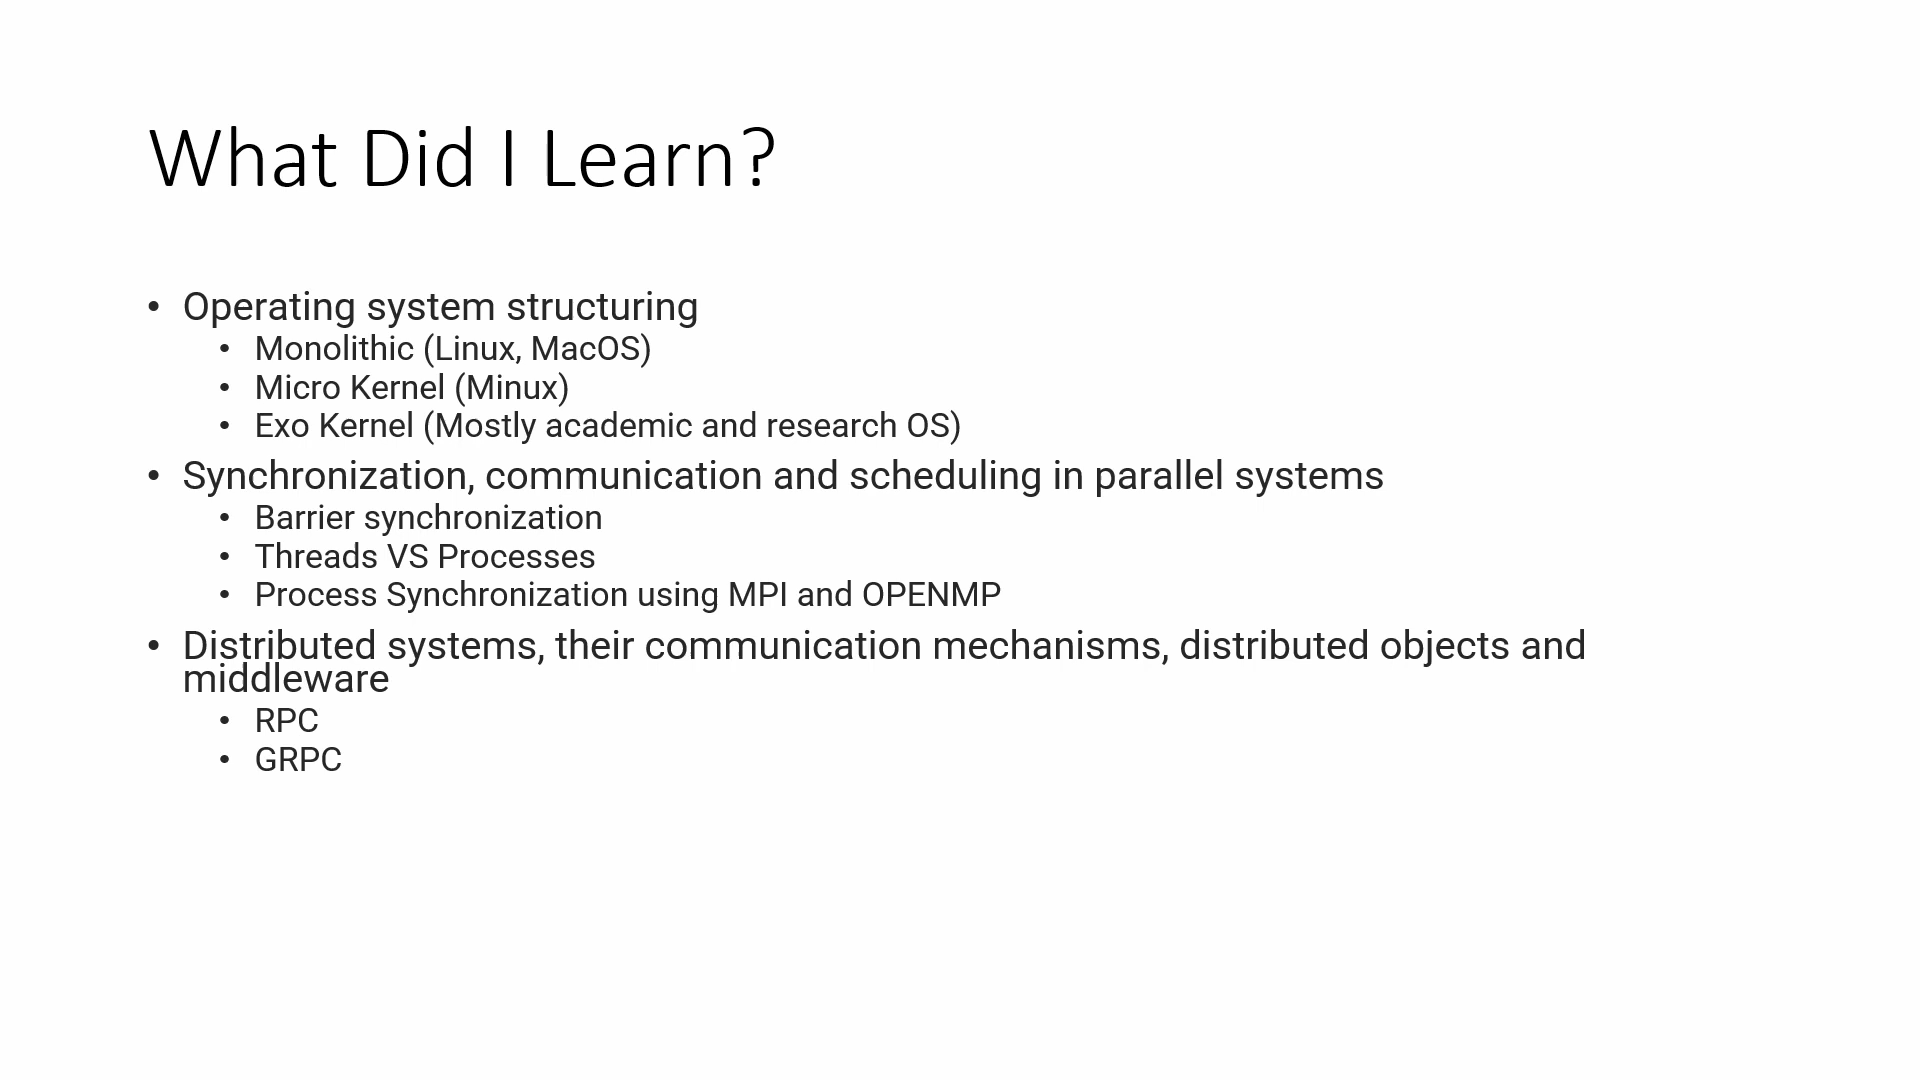 What Did I Learn?
• Operating system structuring
• Monolithic (Linux, MacOS)
• Micro Kernel (Minux)
• Exo Kernel (Mostly academic and research OS)
• Synchronization, communication and scheduling in parallel systems
• Barrier synchronization
• Threads VS Processes
• Process Synchronization using MPI and OPENMP
• Distributed systems, their communication mechanisms, distributed objects and
middleware
• RPC
• GRPC